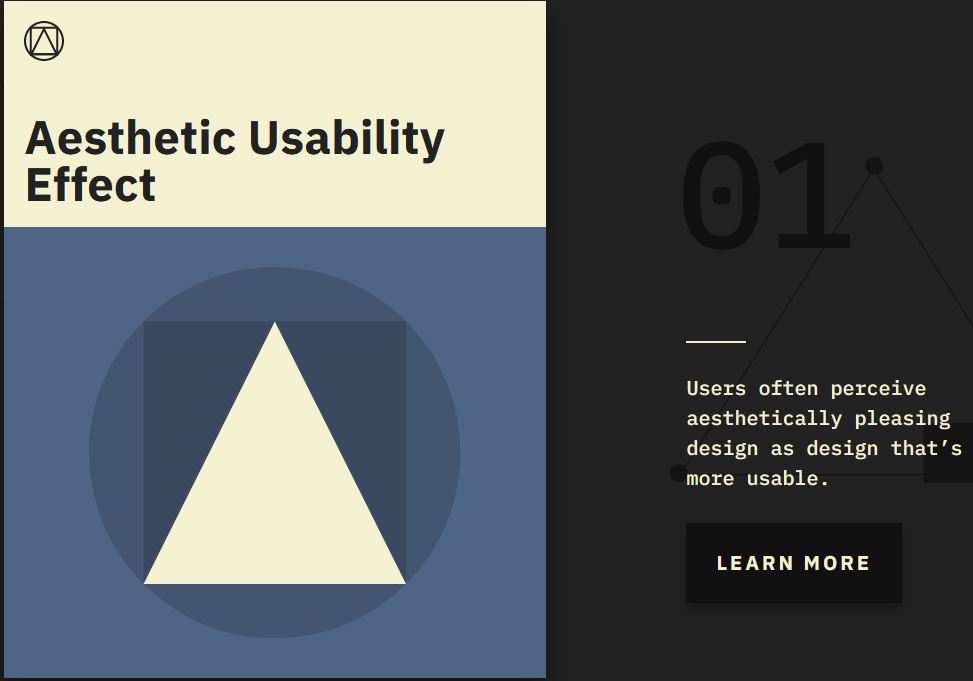 Aesthetic Usability
Effect
01
Users often perceive
aesthetically pleasing
design as design that’s
more usable.
LEARN MORE